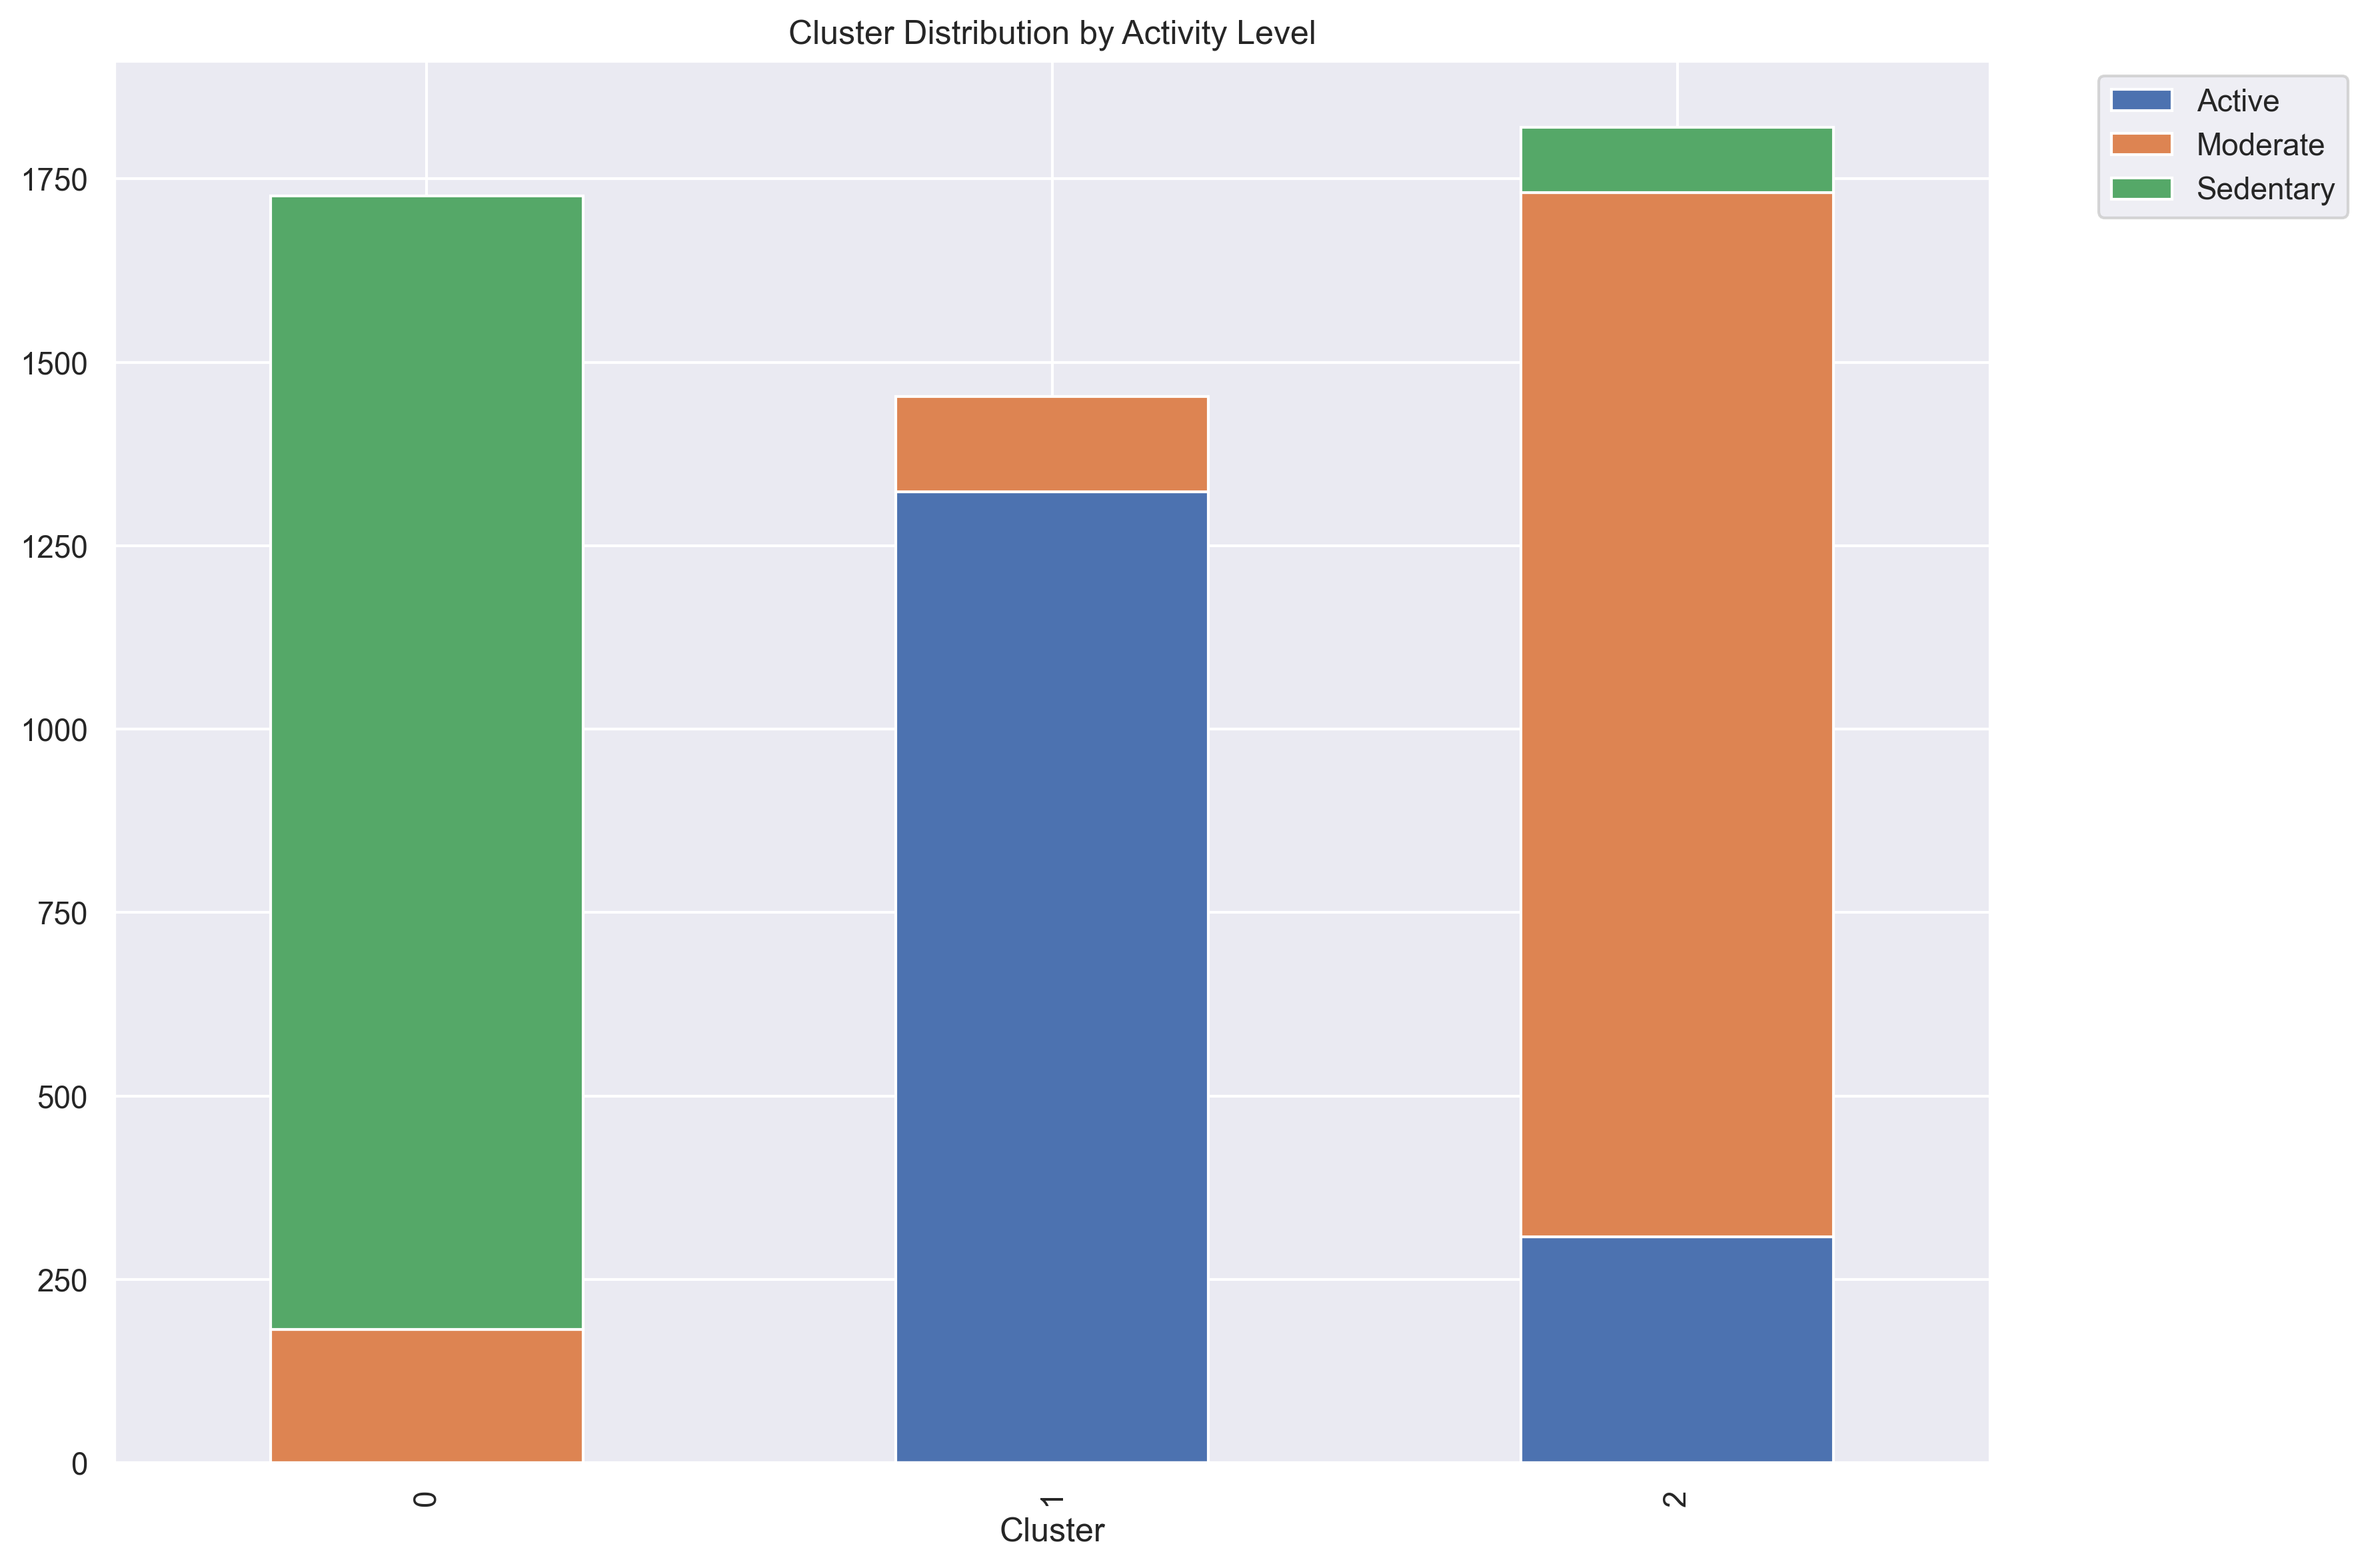 Cluster Distribution by Activity Level
Active
Moderate
Sedentary
1750
1500
1250
1000
750
500
250
0
0
1
2
Cluster